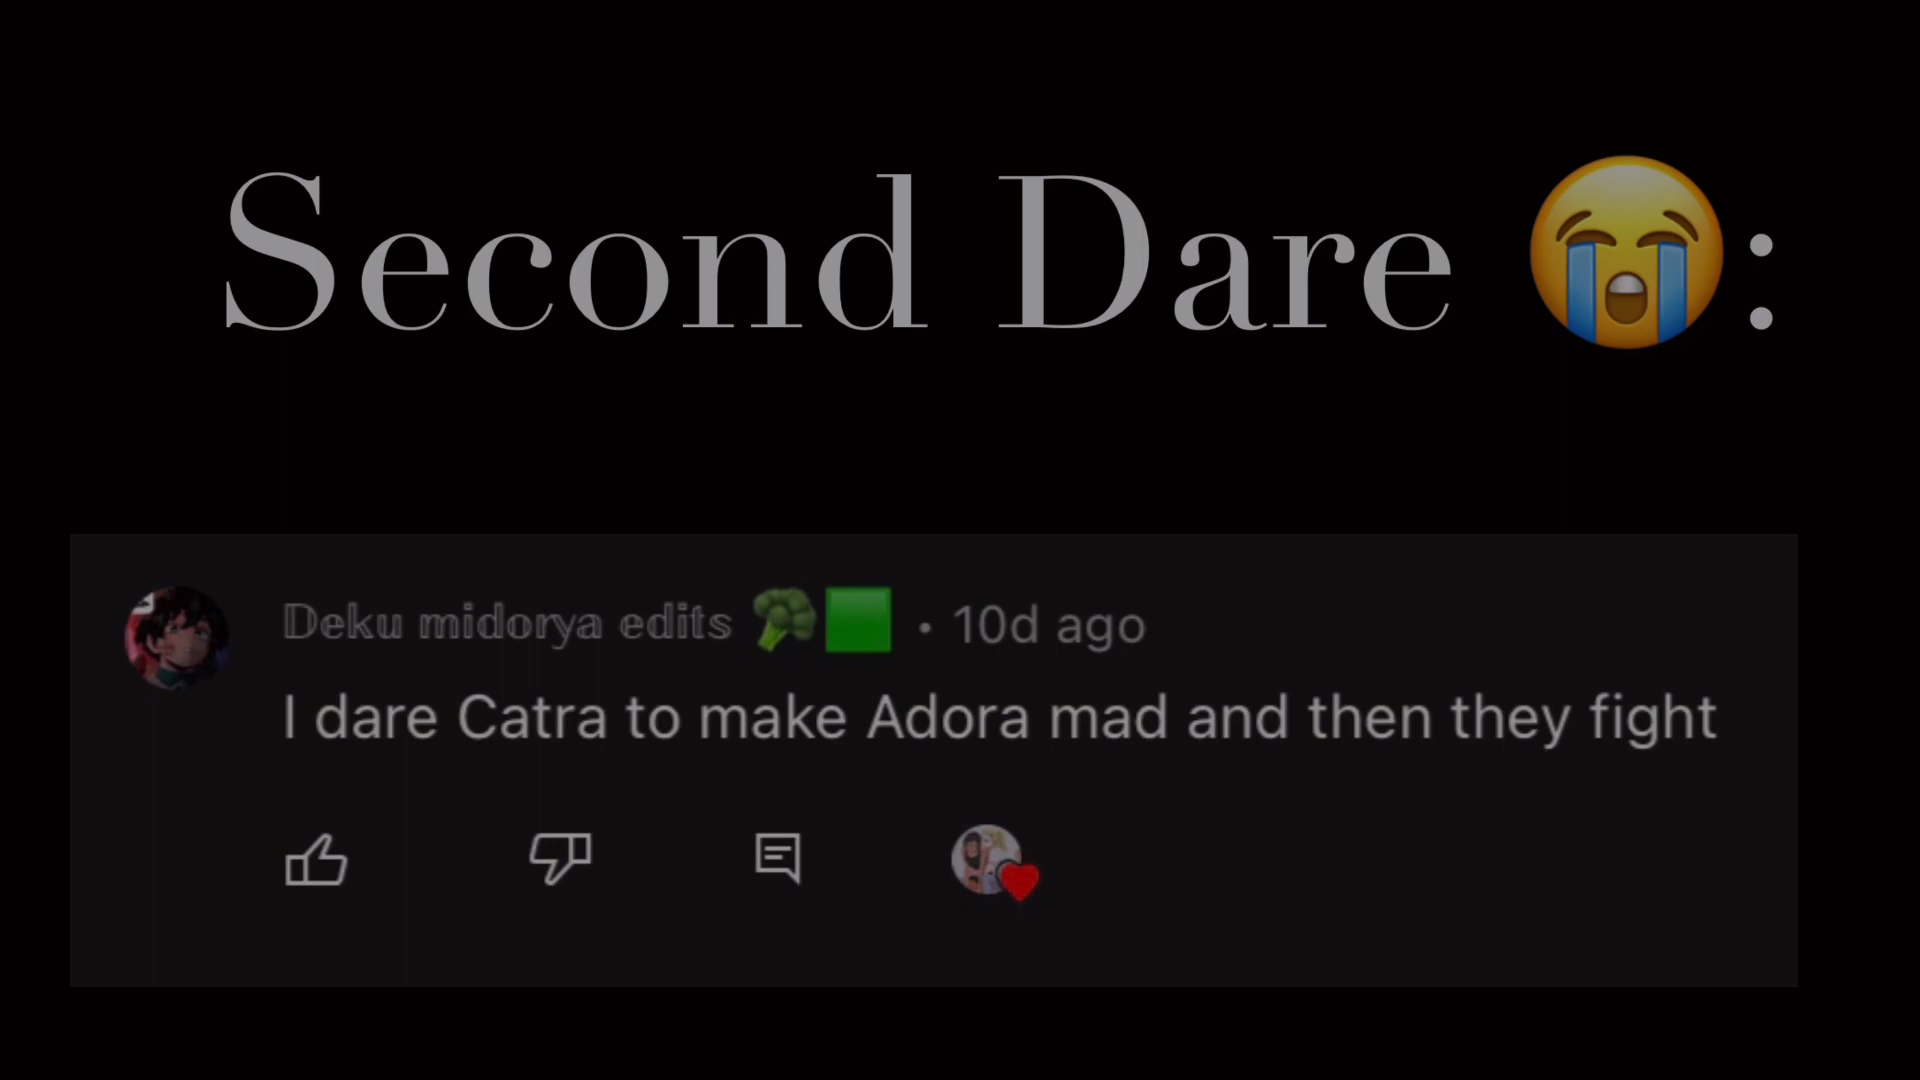 Second Dare 😭:
Deku midorya edits 🥦🟩 · 10d ago
I dare Catra to make Adora mad and then they fight